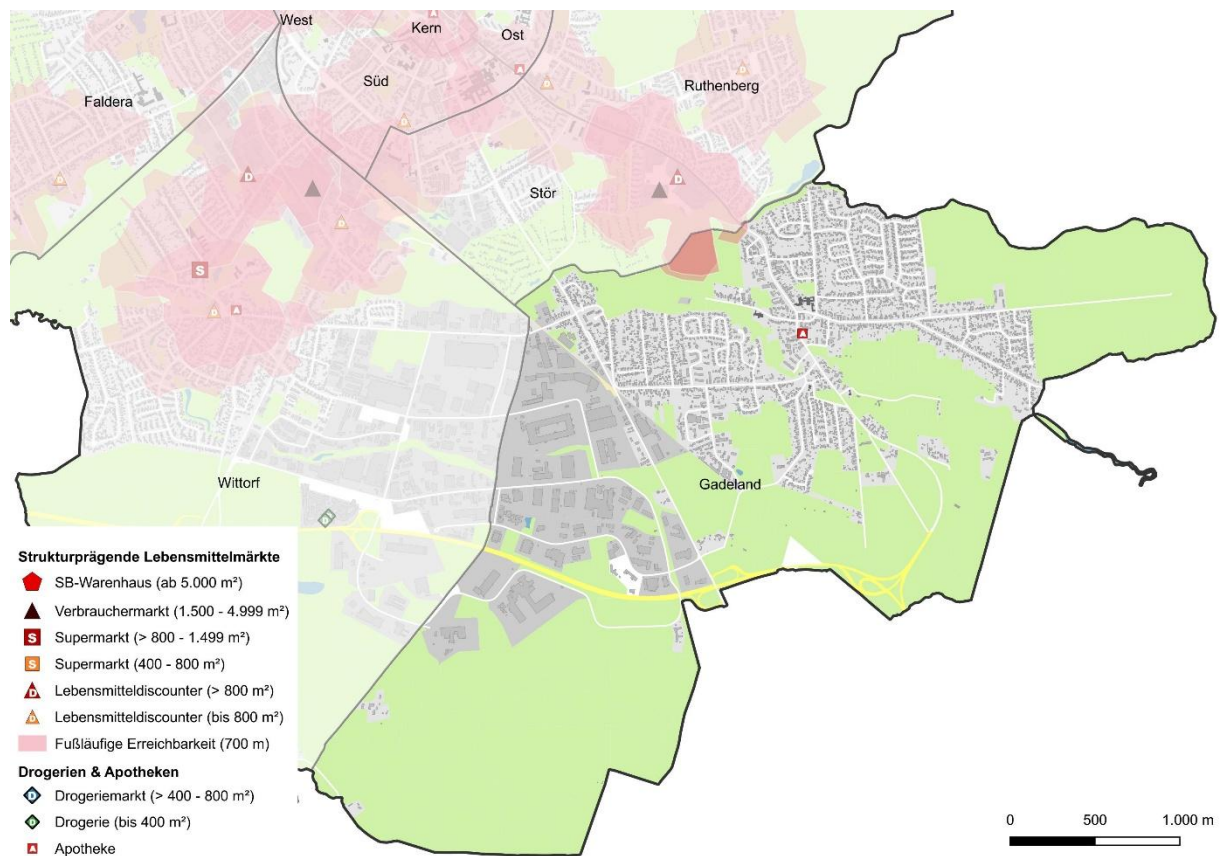 West
Kern
Ost
Süd
Ruthenberg
Faldera
Stör
Wittorf
Gadeland
Strukturprägende Lebensmittelmärkte
SB-Warenhaus (ab 5.000 m²)
Verbrauchermarkt (1.500 - 4.999 m²)
S Supermarkt (> 800 - 1.499 m²)
S Supermarkt (400 - 800 m²)
D Lebensmitteldiscounter (> 800 m²)
D Lebensmitteldiscounter (bis 800 m²)
Fußläufige Erreichbarkeit (700 m)
Drogerien & Apotheken
D Drogeriemarkt (> 400 - 800 m²)
D Drogerie (bis 400 m²)
A Apotheke
0 500 1.000 m